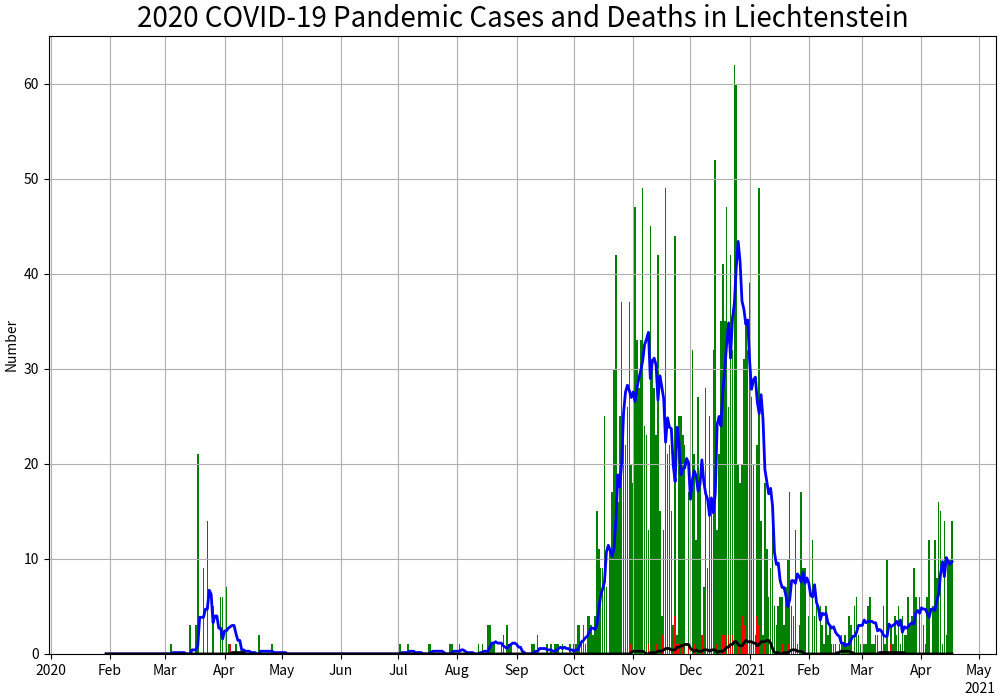 2020 COVID-19 Pandemic Cases and Deaths in Liechtenstein
Number
60
50
40
30
20
10
0
2020 Feb Mar Apr May Jun Jul Aug Sep Oct Nov Dec 2021 Feb Mar Apr May
2021